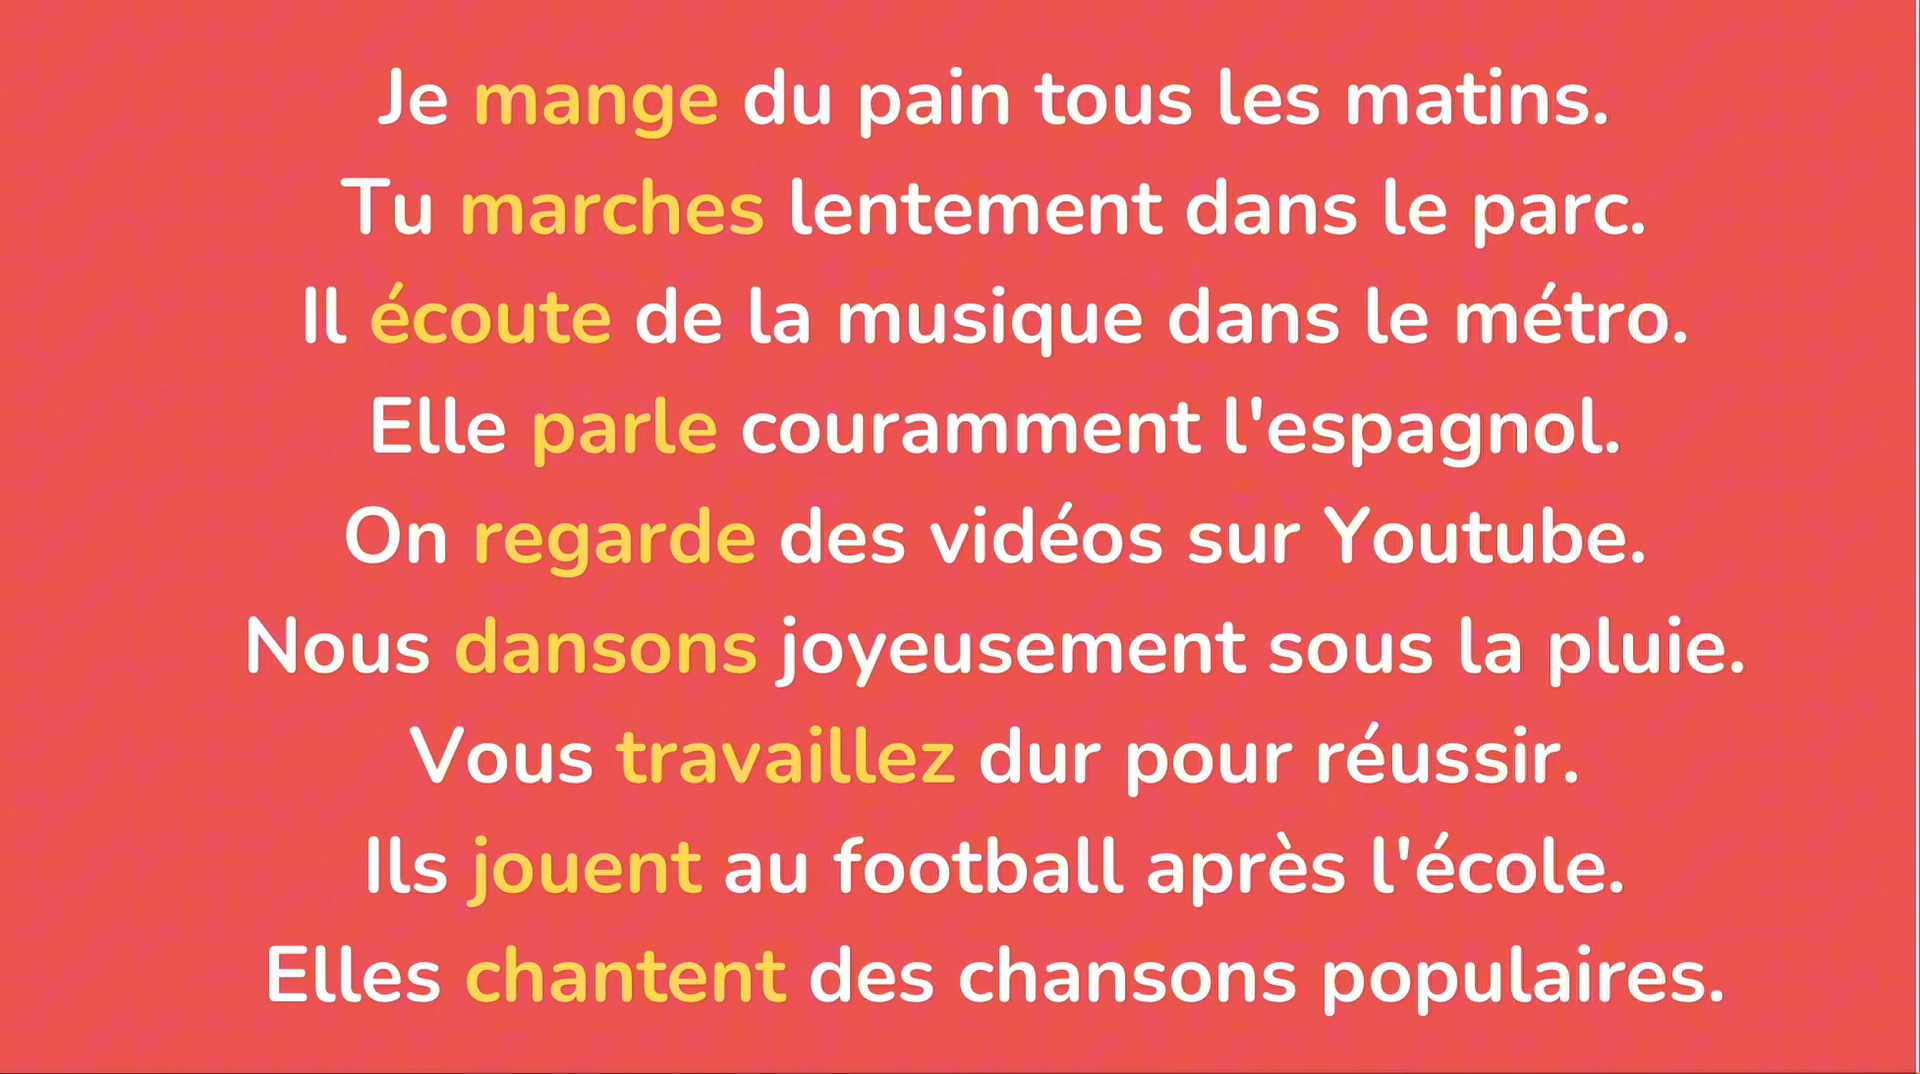 Je mange du pain tous les matins.
Tu marches lentement dans le parc.
Il écoute de la musique dans le métro.
Elle parle couramment l'espagnol.
On regarde des vidéos sur Youtube.
Nous dansons joyeusement sous la pluie.
Vous travaillez dur pour réussir.
Ils jouent au football après l'école.
Elles chantent des chansons populaires.